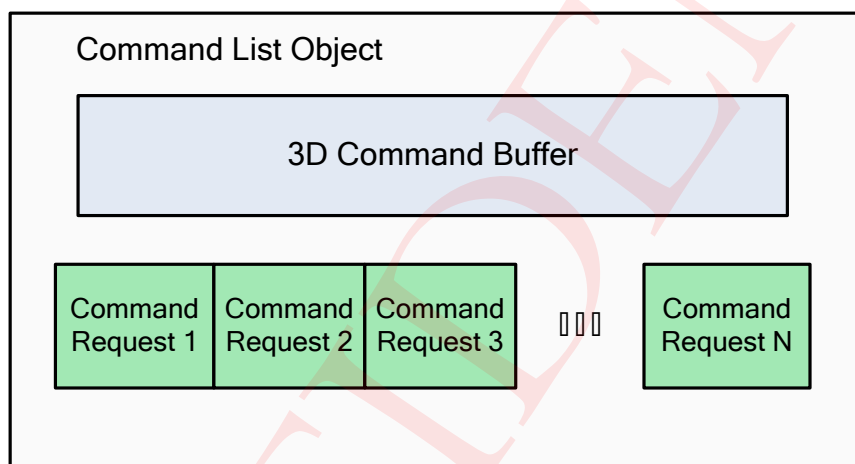 Command List Object
3D Command Buffer
Command Command Command Command
Request 1 Request 2 Request 3 Request N